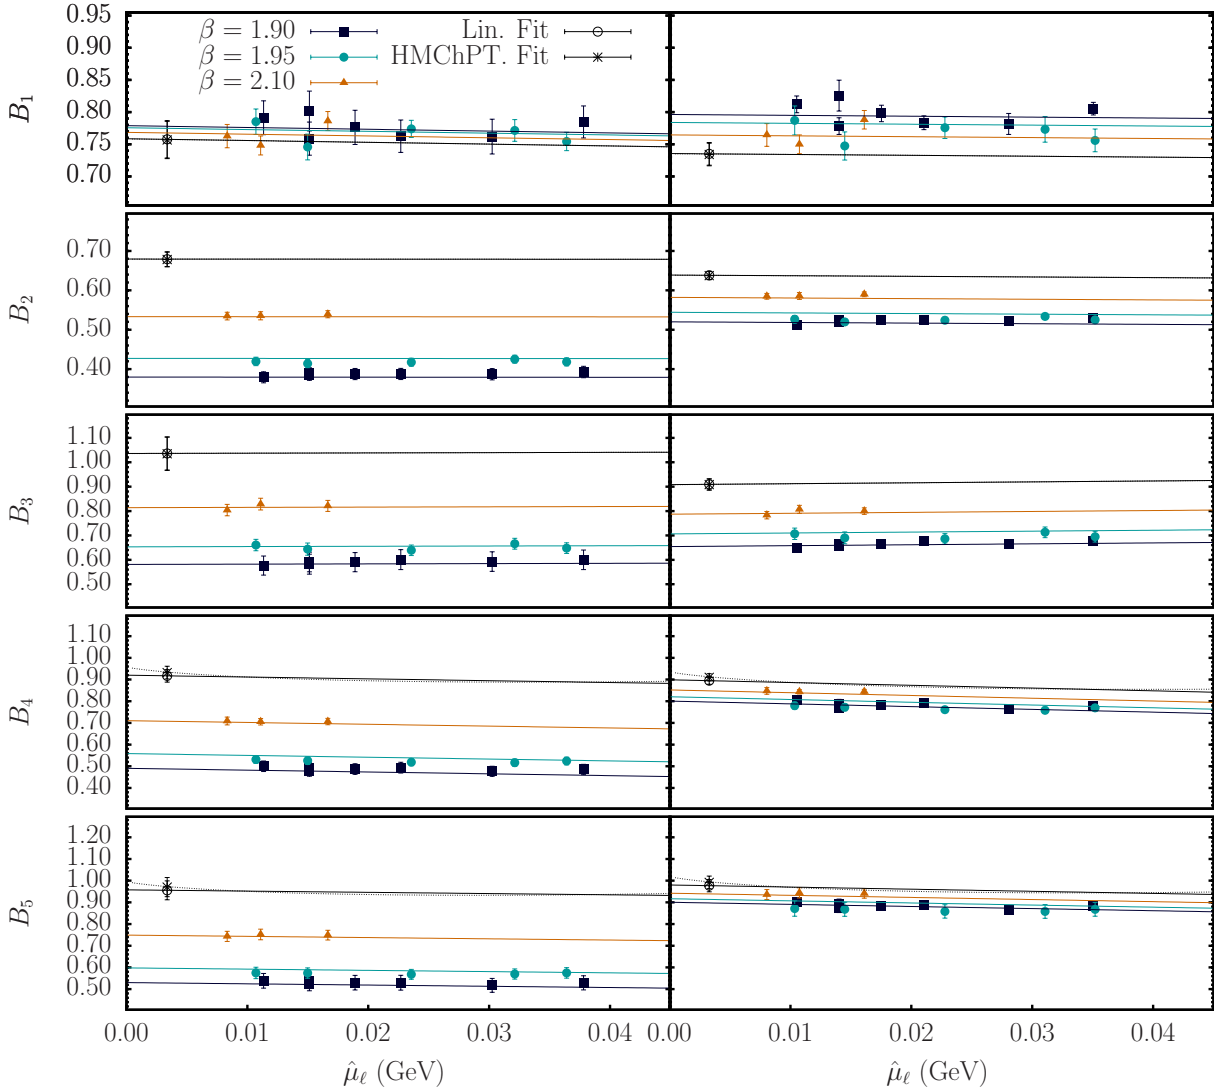 β = 1.90
β = 1.95
β = 2.10
Lin. Fit
HMChPT. Fit
B₁
0.95
0.90
0.85
0.80
0.75
0.70
B₂
0.70
0.60
0.50
0.40
B₃
1.10
1.00
0.90
0.80
0.70
0.60
0.50
B₄
1.10
1.00
0.90
0.80
0.70
0.60
0.50
0.40
B₅
1.20
1.10
1.00
0.90
0.80
0.70
0.60
0.50
0.00 0.01 0.02 0.03 0.04 0.00 0.01 0.02 0.03 0.04
μ̂ℓ (GeV) μ̂ℓ (GeV)